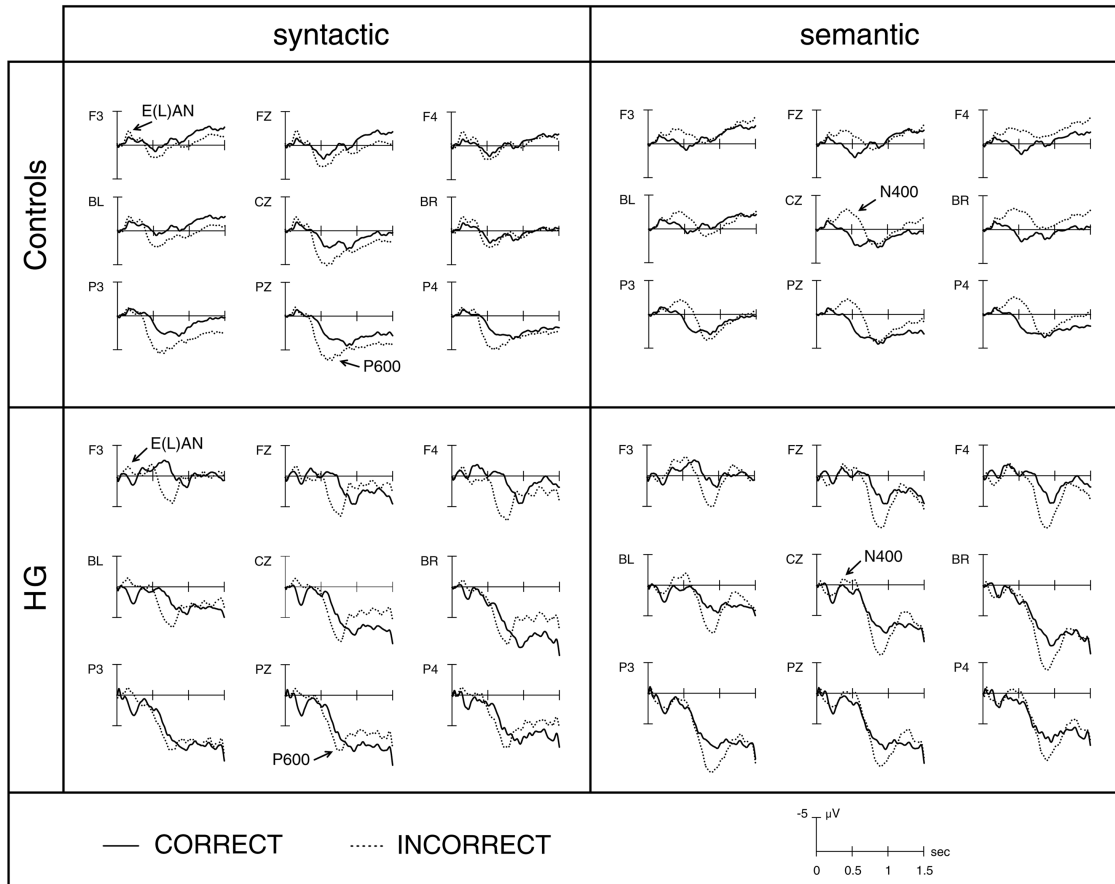 syntactic
semantic
Controls
F3
E(L)AN
FZ
F4
BL
CZ
BR
P3
PZ
P4
P600
F3
FZ
F4
BL
CZ
N400
BR
P3
PZ
P4
HG
F3
E(L)AN
FZ
F4
BL
CZ
BR
P3
PZ
P4
P600
F3
FZ
F4
BL
CZ
N400
BR
P3
PZ
P4
CORRECT
INCORRECT
-5 µV
sec
0 0.5 1 1.5